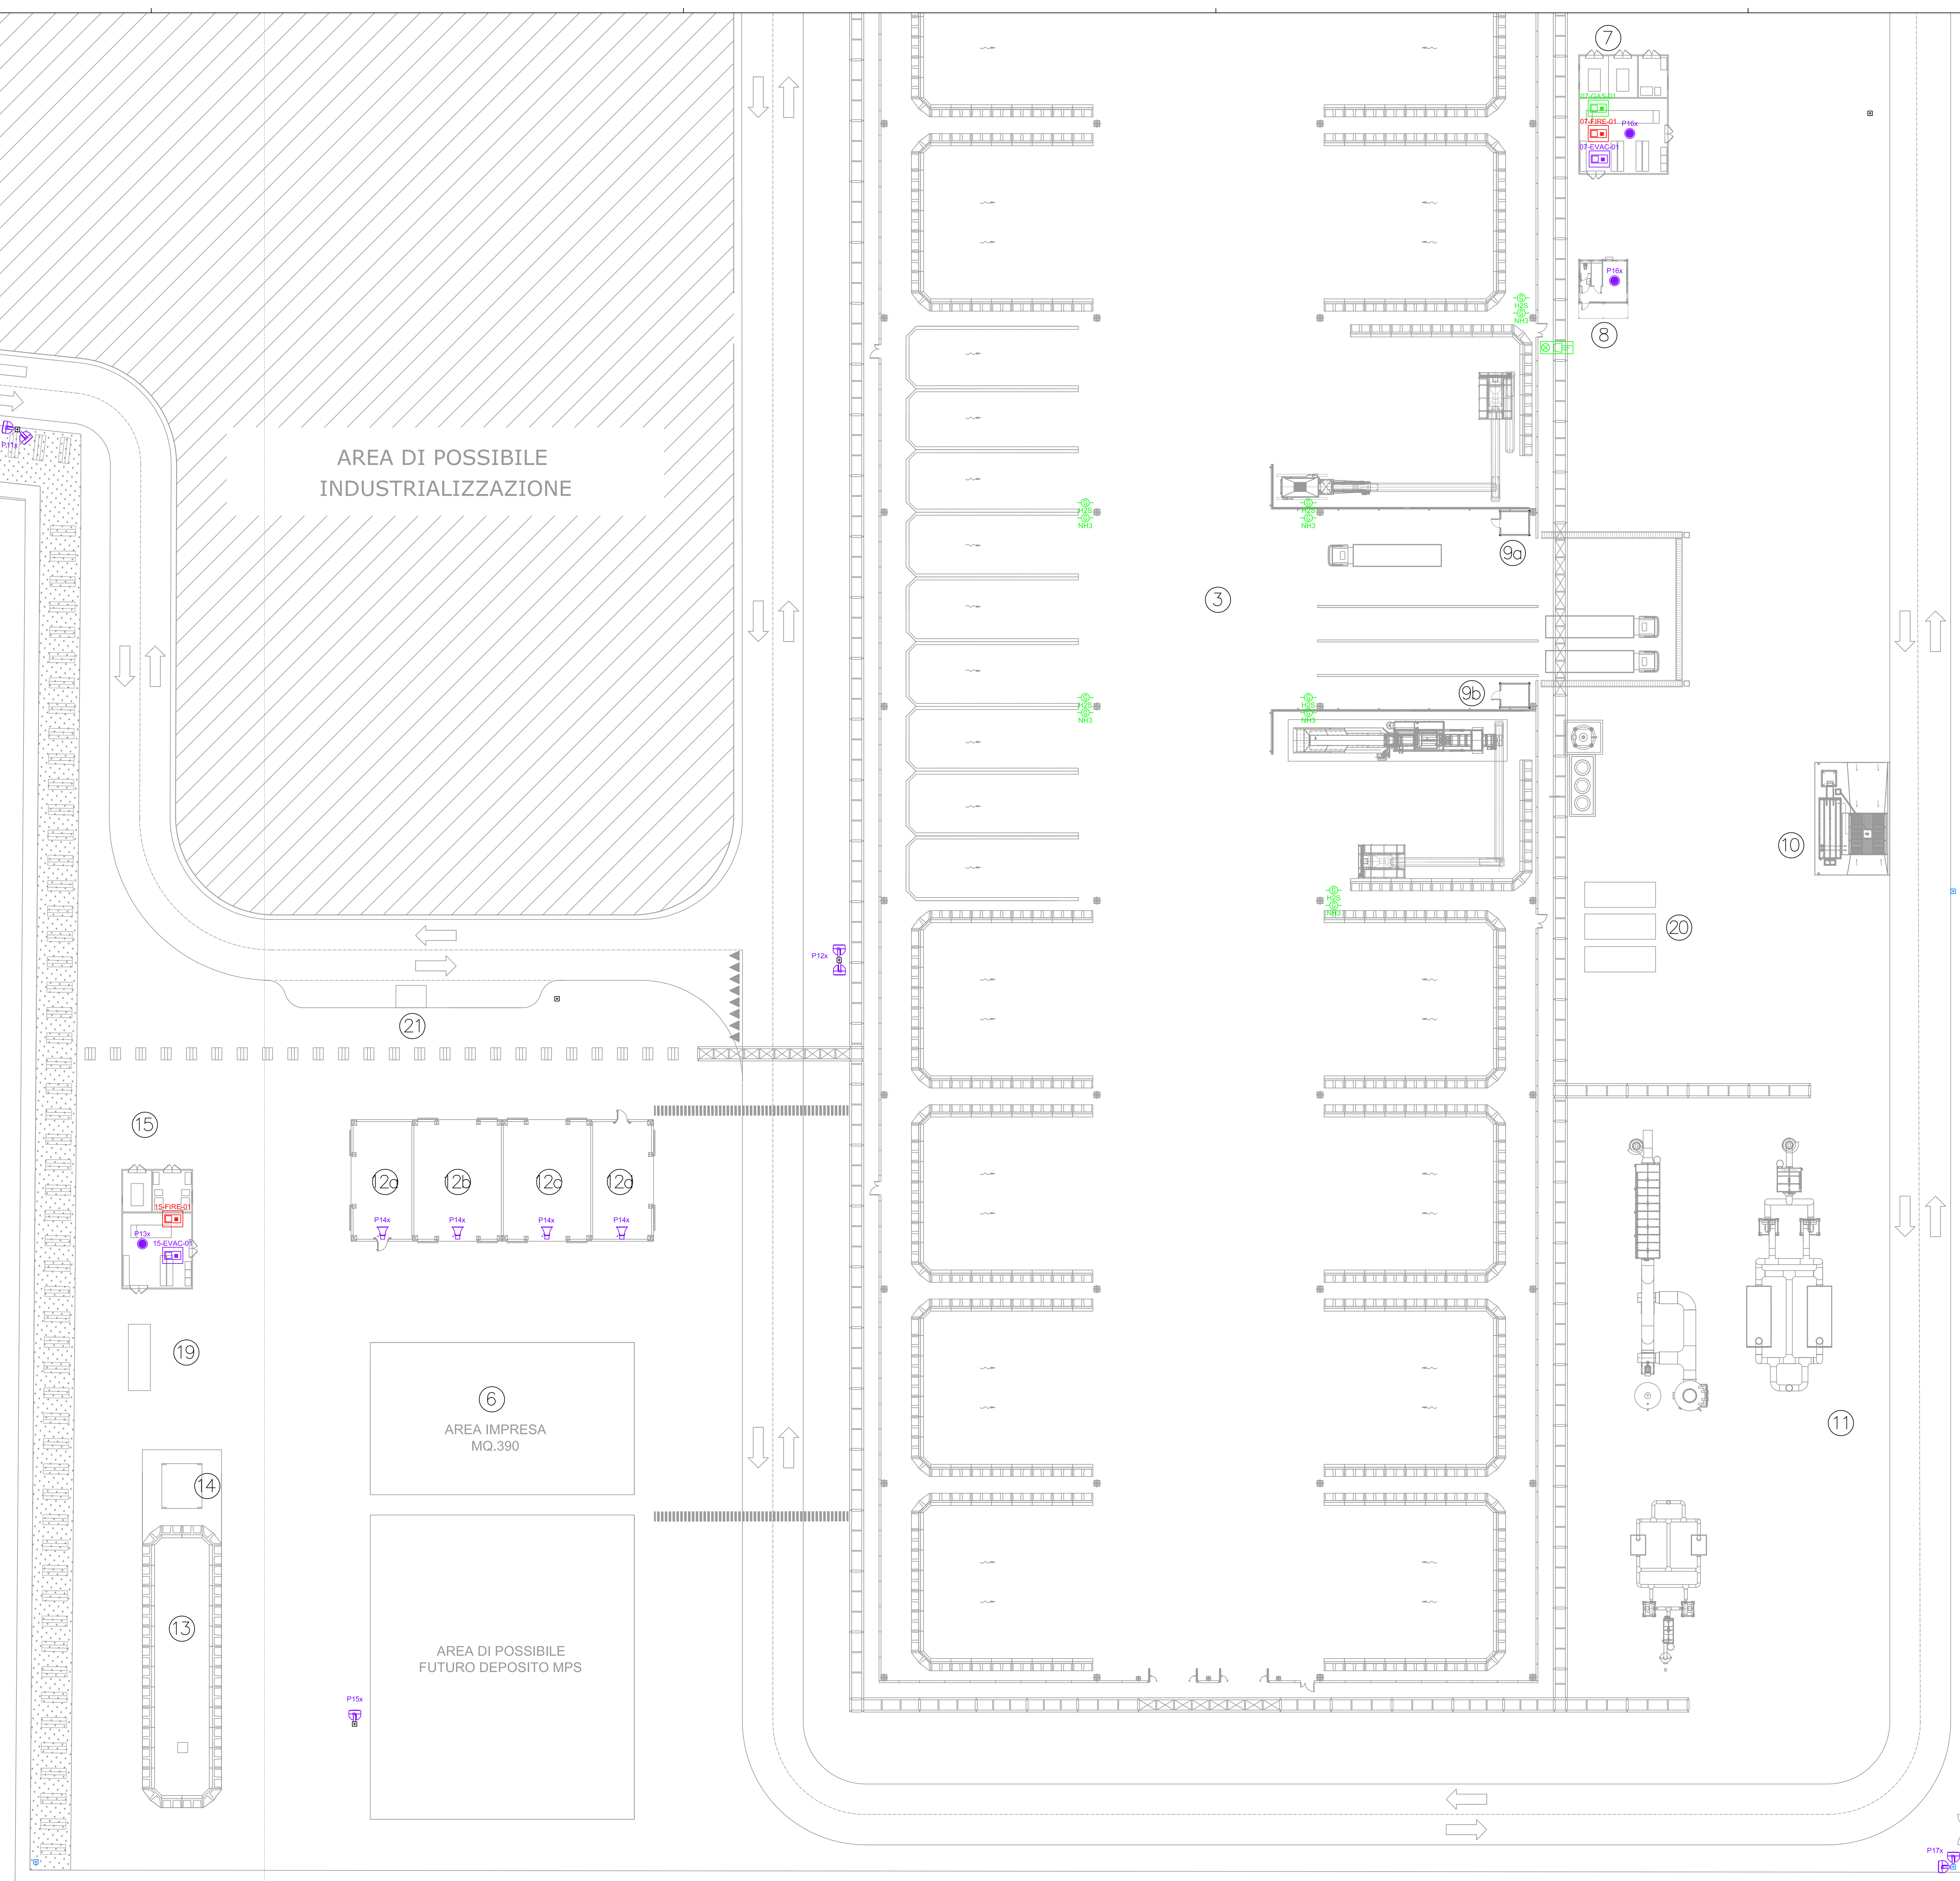 7
07-GAS-01
07-FIRE-01
P16x
07-EVAC-01
P16x
H2S
NH3
8
AREA DI POSSIBILE
INDUSTRIALIZZAZIONE
P11x
H2S
NH3
H2S
NH3
9a
3
9b
H2S
NH3
H2S
NH3
10
H2S
NH3
20
P12x
21
15
12a
12b
12c
12d
15-FIRE-01
P14x
P14x
P14x
P14x
P13x
15-EVAC-01
19
6
AREA IMPRESA
MQ.390
11
14
13
AREA DI POSSIBILE
FUTURO DEPOSITO MPS
P15x
P17x